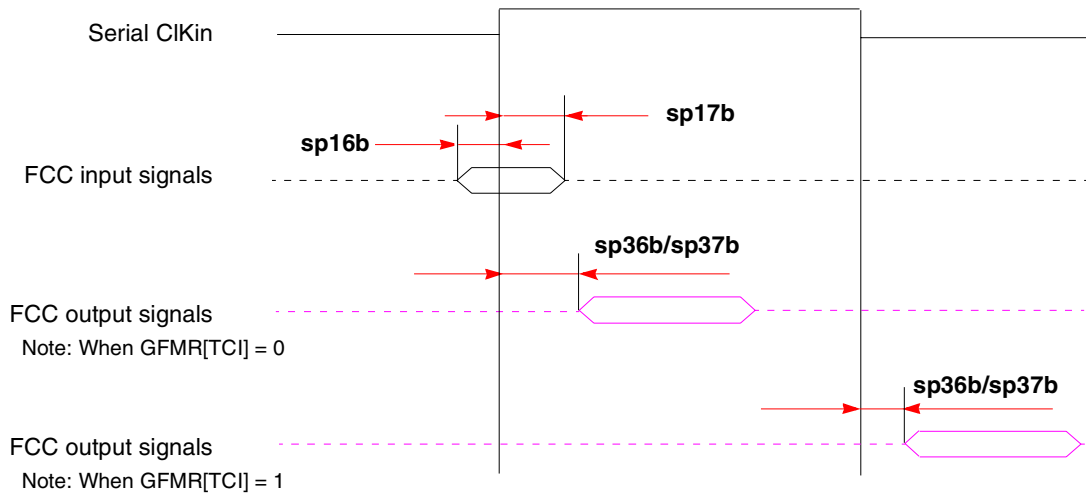 Serial ClKin
sp17b
sp16b
FCC input signals
sp36b/sp37b
FCC output signals
Note: When GFMR[TCI] = 0
sp36b/sp37b
FCC output signals
Note: When GFMR[TCI] = 1